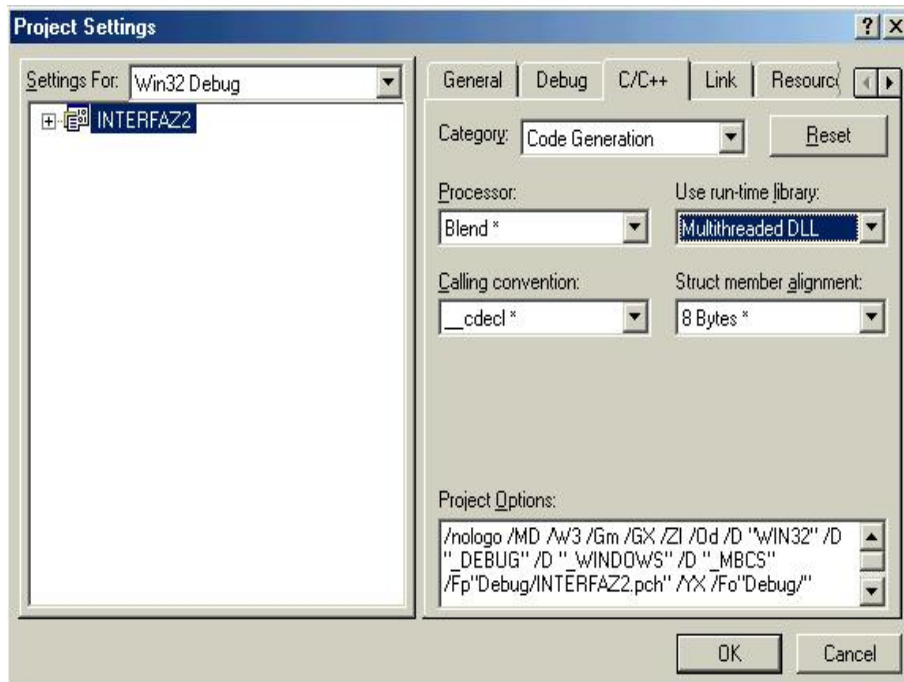 Project Settings
Settings For: Win32 Debug
INTERFAZ2
General Debug C/C++ Link Resourc
Category: Code Generation Reset
Processor: Use run-time library:
Blend * Multithreaded DLL
Calling convention: Struct member alignment:
__cdecl * 8 Bytes *
Project Options:
/nologo /MD /W3 /Gm /GX /ZI /Od /D "WIN32" /D
"_DEBUG" /D "_WINDOWS" /D "_MBCS"
/Fp"Debug/INTERFAZ2.pch" /YX /Fo"Debug/"
OK Cancel